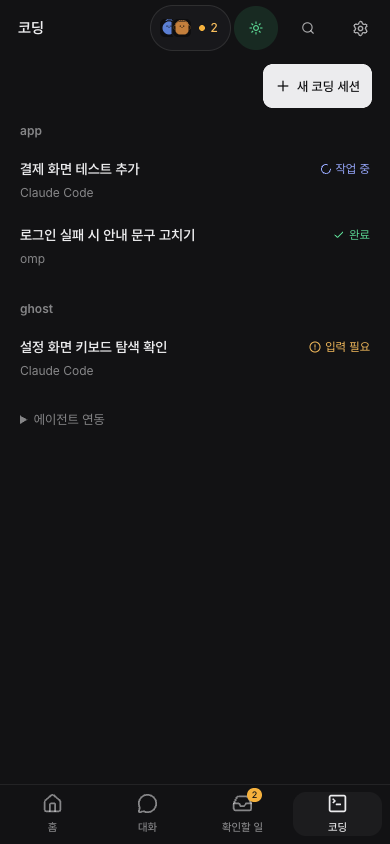 코딩
2
새 코딩 세션
app
결제 화면 테스트 추가
작업 중
Claude Code
로그인 실패 시 안내 문구 고치기
완료
omp
ghost
설정 화면 키보드 탐색 확인
입력 필요
Claude Code
에이전트 연동
2
홈
대화
확인할 일
코딩